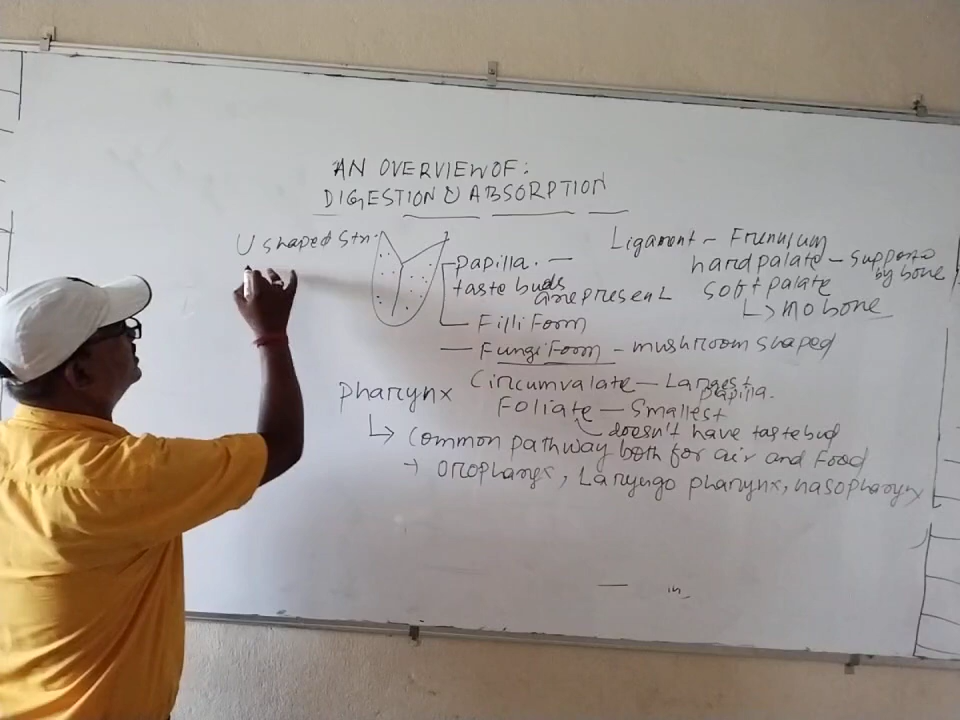 AN OVERVIEW OF :
DIGESTION & ABSORPTION
U shaped Str.
papilla. —
taste buds
are present
Filli Form
— Fungi Form - mushroom shaped
Circumvalate — Largest
papilla.
Foliate — Smallest
doesn't have taste bud
Ligament - Frenulum
hard palate - supported
by bone
soft palate
↳ no bone
pharynx
↳ Common pathway both for air and Food
→ oropharyx, Laryngo pharynx, nasopharynx